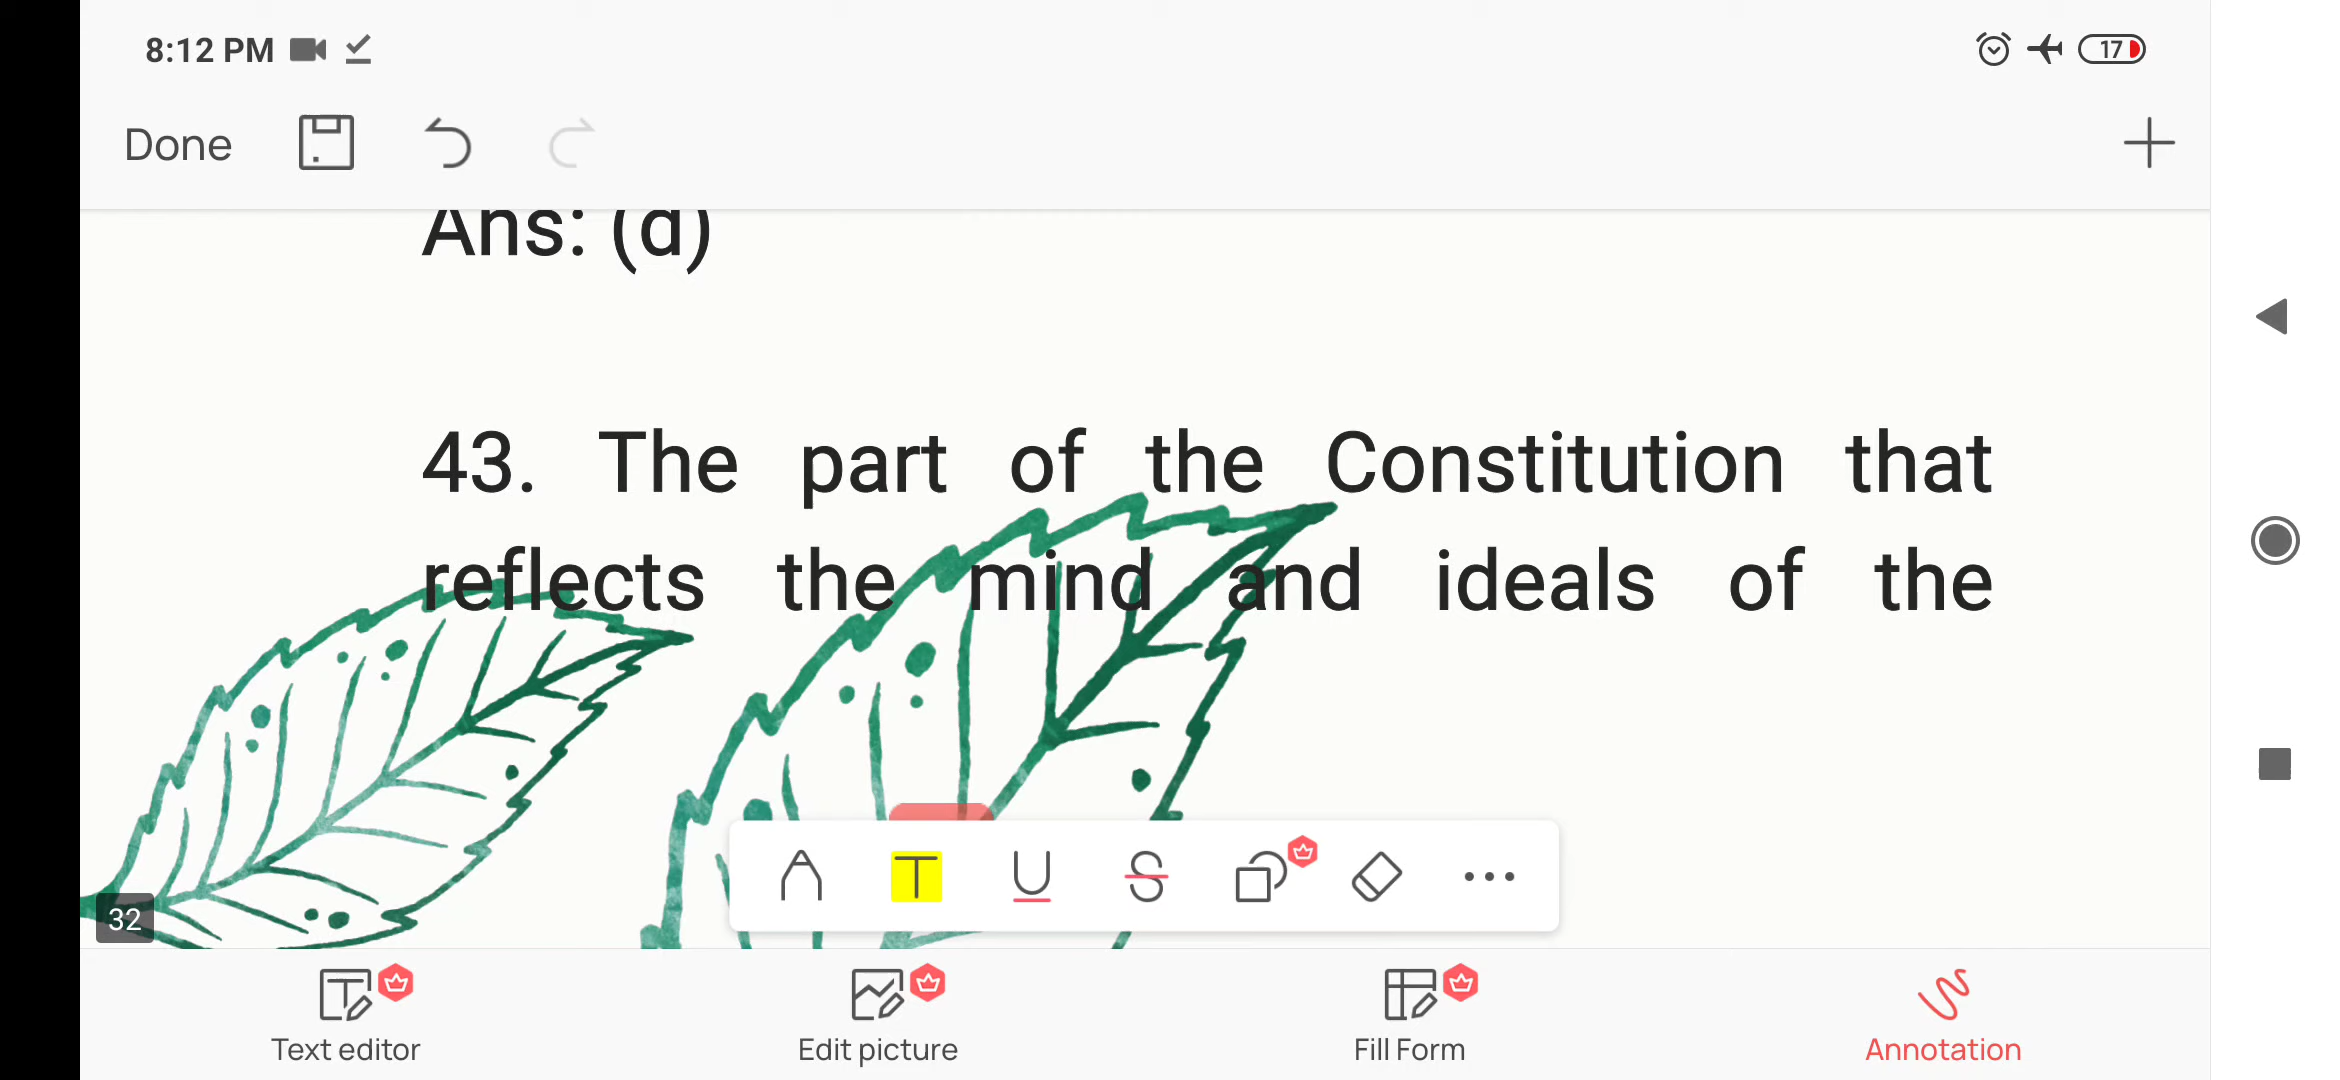 8:12 PM
17
Done
Ans: (d)
43. The part of the Constitution that
reflects the mind and ideals of the
32
Text editor
Edit picture
Fill Form
Annotation